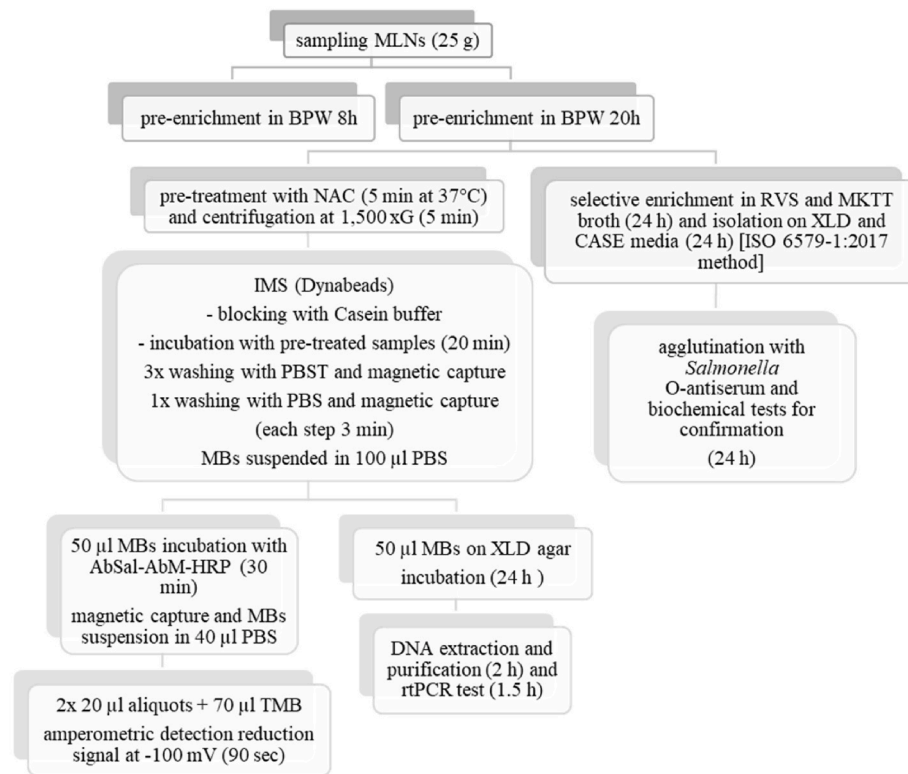 sampling MLNs (25 g)
pre-enrichment in BPW 8h
pre-enrichment in BPW 20h
pre-treatment with NAC (5 min at 37°C)
and centrifugation at 1,500 xG (5 min)
selective enrichment in RVS and MKTT
broth (24 h) and isolation on XLD and
CASE media (24 h) [ISO 6579-1:2017
method]
IMS (Dynabeads)
- blocking with Casein buffer
- incubation with pre-treated samples (20 min)
3x washing with PBST and magnetic capture
1x washing with PBS and magnetic capture
(each step 3 min)
MBs suspended in 100 µl PBS
agglutination with
Salmonella
O-antiserum and
biochemical tests for
confirmation
(24 h)
50 µl MBs incubation with
AbSal-AbM-HRP (30
min)
magnetic capture and MBs
suspension in 40 µl PBS
50 µl MBs on XLD agar
incubation (24 h )
DNA extraction and
purification (2 h) and
rtPCR test (1.5 h)
2x 20 µl aliquots + 70 µl TMB
amperometric detection reduction
signal at -100 mV (90 sec)